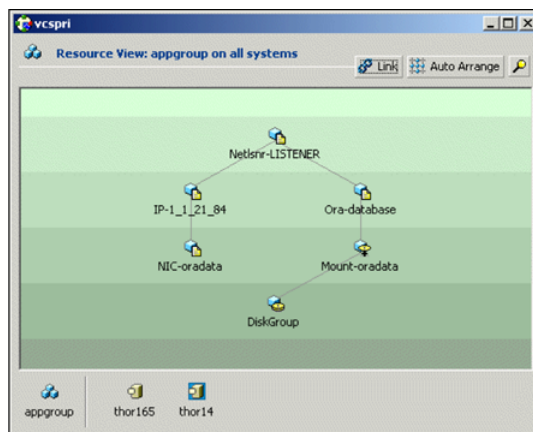 vcspri
Resource View: appgroup on all systems
Link
Auto Arrange
Netlsnr-LISTENER
IP-1_1_21_84
Ora-database
NIC-oradata
Mount-oradata
DiskGroup
appgroup
thor165
thor14